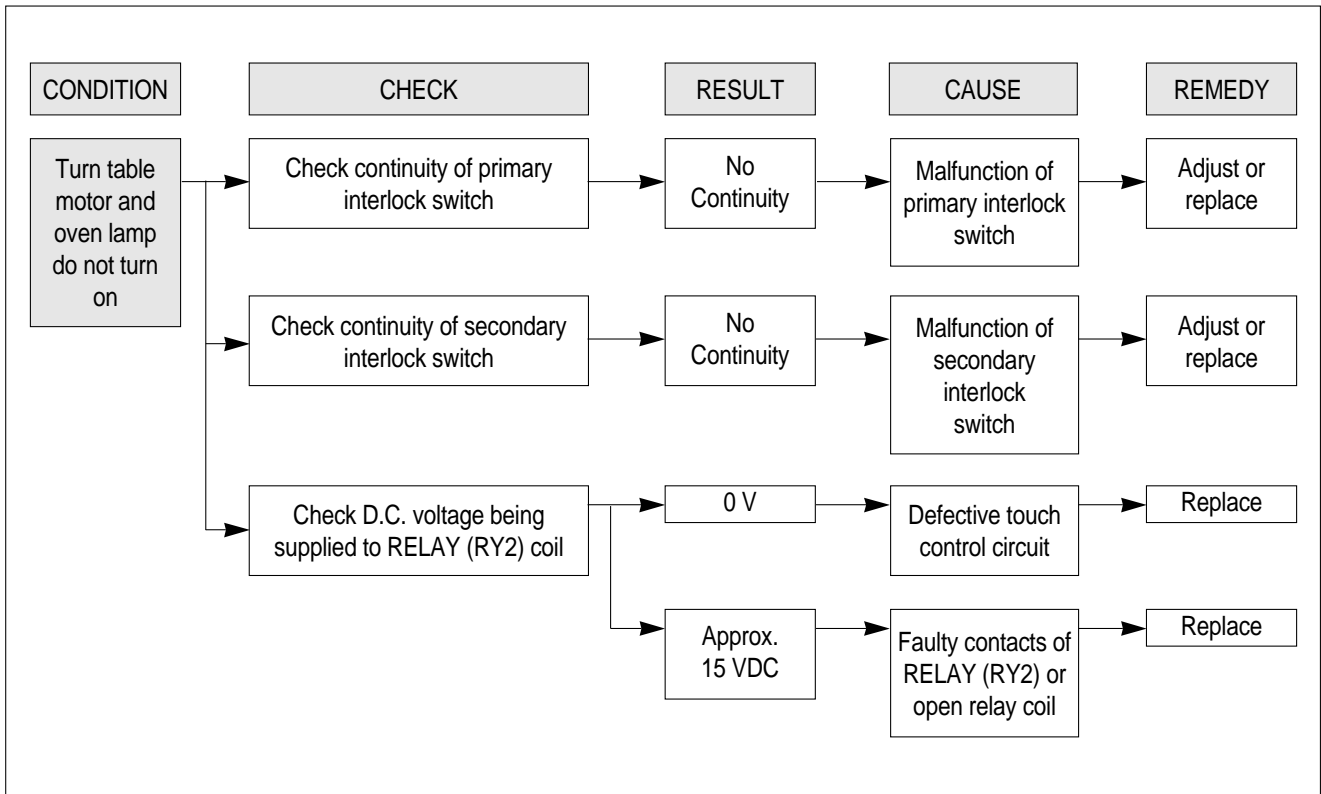 CONDITION
CHECK
RESULT
CAUSE
REMEDY
Turn table
motor and
oven lamp
do not turn
on
Check continuity of primary
interlock switch
No
Continuity
Malfunction of
primary interlock
switch
Adjust or
replace
Check continuity of secondary
interlock switch
No
Continuity
Malfunction of
secondary
interlock
switch
Adjust or
replace
Check D.C. voltage being
supplied to RELAY (RY2) coil
0 V
Defective touch
control circuit
Replace
Approx.
15 VDC
Faulty contacts of
RELAY (RY2) or
open relay coil
Replace